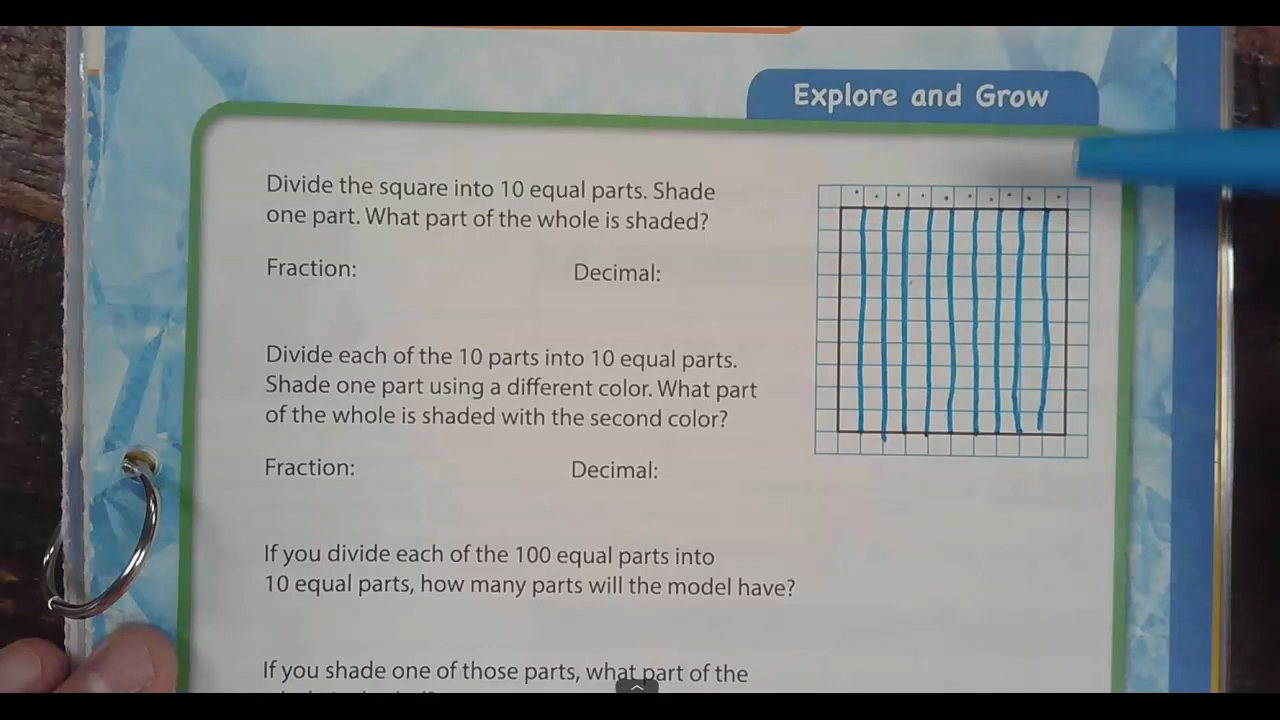 Explore and Grow
Divide the square into 10 equal parts. Shade
one part. What part of the whole is shaded?
Fraction: Decimal:
Divide each of the 10 parts into 10 equal parts.
Shade one part using a different color. What part
of the whole is shaded with the second color?
Fraction: Decimal:
If you divide each of the 100 equal parts into
10 equal parts, how many parts will the model have?
If you shade one of those parts, what part of the